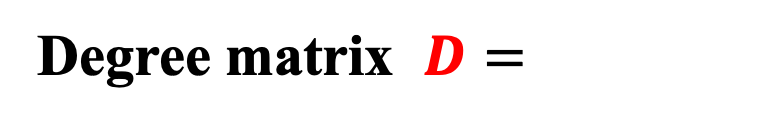 Degree matrix D =